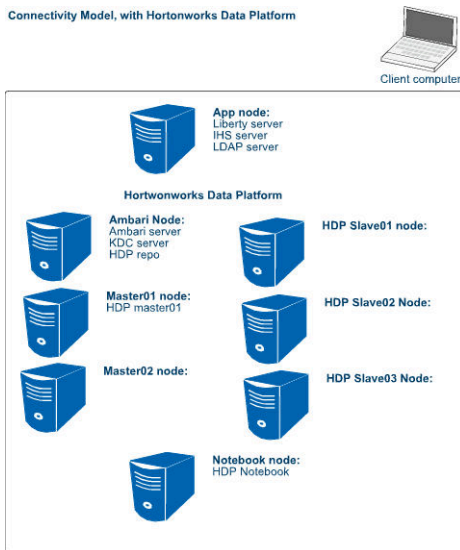 Connectivity Model, with Hortonworks Data Platform
Client computer
App node:
Liberty server
IHS server
LDAP server
Hortwonworks Data Platform
Ambari Node:
Ambari server
KDC server
HDP repo
HDP Slave01 node:
Master01 node:
HDP master01
HDP Slave02 Node:
Master02 node:
HDP Slave03 Node:
Notebook node:
HDP Notebook